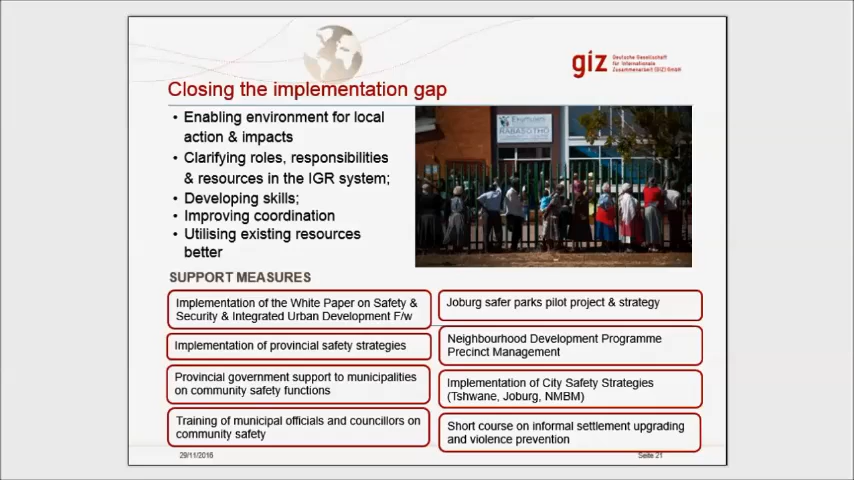 giz
Deutsche Gesellschaft
für Internationale
Zusammenarbeit (GIZ) GmbH
Closing the implementation gap
• Enabling environment for local
action & impacts
• Clarifying roles, responsibilities
& resources in the IGR system;
• Developing skills;
• Improving coordination
• Utilising existing resources
better
RABASOTHO
SUPPORT MEASURES
Implementation of the White Paper on Safety &
Security & Integrated Urban Development F/w
Implementation of provincial safety strategies
Provincial government support to municipalities
on community safety functions
Training of municipal officials and councillors on
community safety
Joburg safer parks pilot project & strategy
Neighbourhood Development Programme
Precinct Management
Implementation of City Safety Strategies
(Tshwane, Joburg, NMBM)
Short course on informal settlement upgrading
and violence prevention
29/11/2016
Seite 21